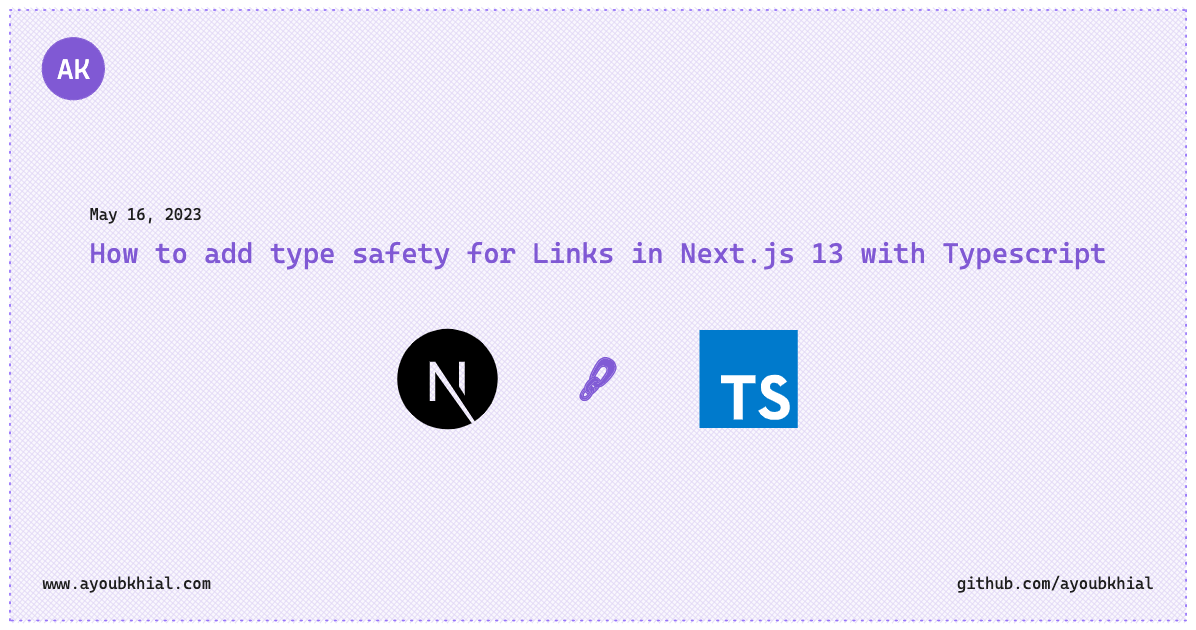 AK
May 16, 2023
How to add type safety for Links in Next.js 13 with Typescript
N
TS
www.ayoubkhial.com
github.com/ayoubkhial